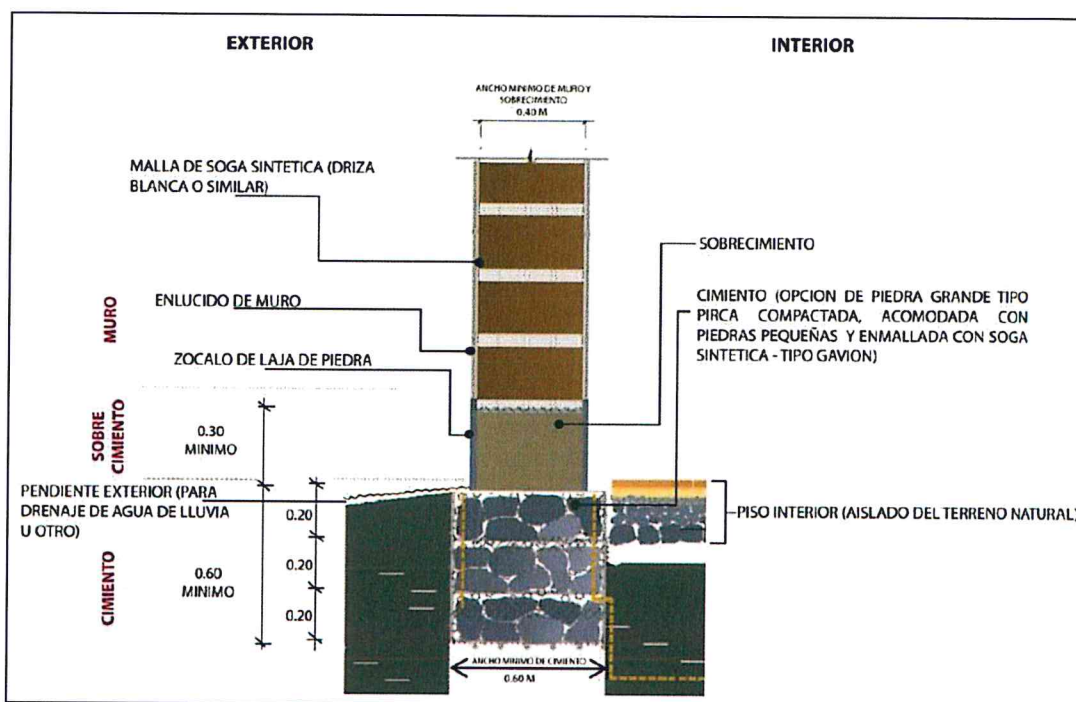 EXTERIOR
INTERIOR
ANCHO MINIMO DE MURO Y
SOBRECIMIENTO
0.40 M
MALLA DE SOGA SINTETICA (DRIZA
BLANCA O SIMILAR)
SOBRECIMIENTO
CIMIENTO (OPCION DE PIEDRA GRANDE TIPO
PIRCA COMPACTADA, ACOMODADA CON
PIEDRAS PEQUEÑAS Y ENMALLADA CON SOGA
SINTETICA - TIPO GAVION)
MURO
ENLUCIDO DE MURO
ZOCALO DE LAJA DE PIEDRA
SOBRE
CIMIENTO
0.30
MINIMO
PENDIENTE EXTERIOR (PARA
DRENAJE DE AGUA DE LLUVIA
U OTRO)
0.20
PISO INTERIOR (AISLADO DEL TERRENO NATURAL)
CIMIENTO
0.60
MINIMO
0.20
0.20
ANCHO MINIMO DE CIMIENTO
0.60 M